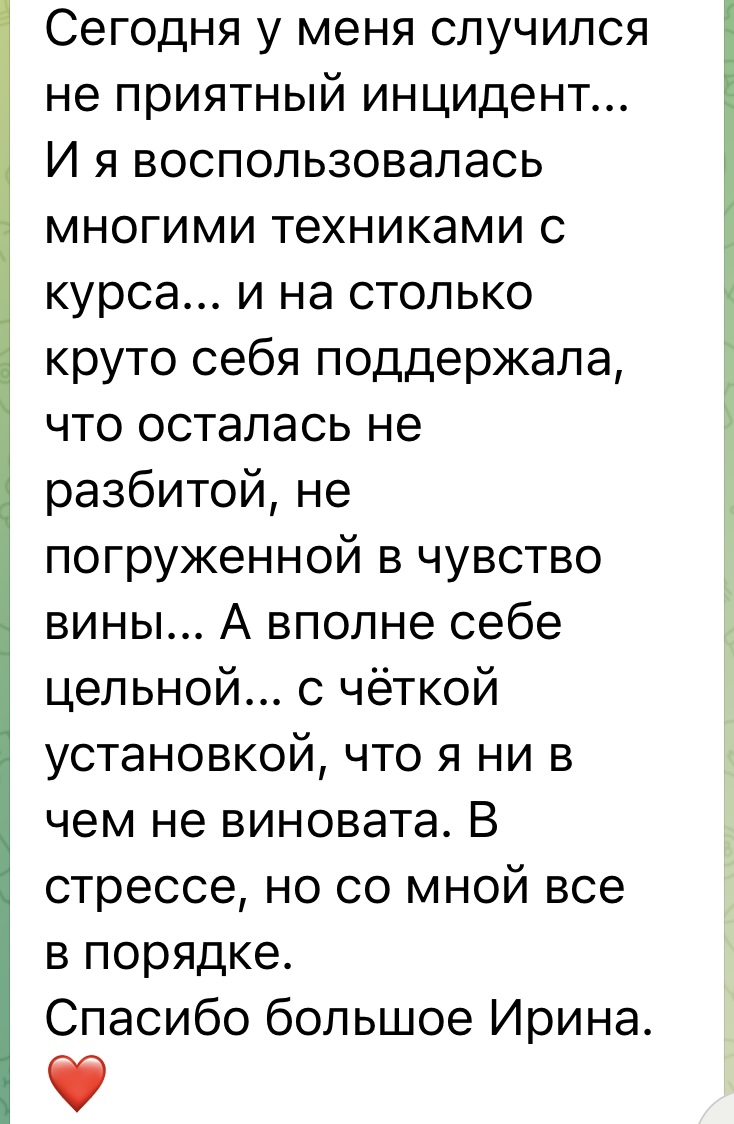 Сегодня у меня случился
не приятный инцидент...
И я воспользовалась
многими техниками с
курса... и на столько
круто себя поддержала,
что осталась не
разбитой, не
погруженной в чувство
вины... А вполне себе
цельной... с чёткой
установкой, что я ни в
чем не виновата. В
стрессе, но со мной все
в порядке.
Спасибо большое Ирина.
❤️